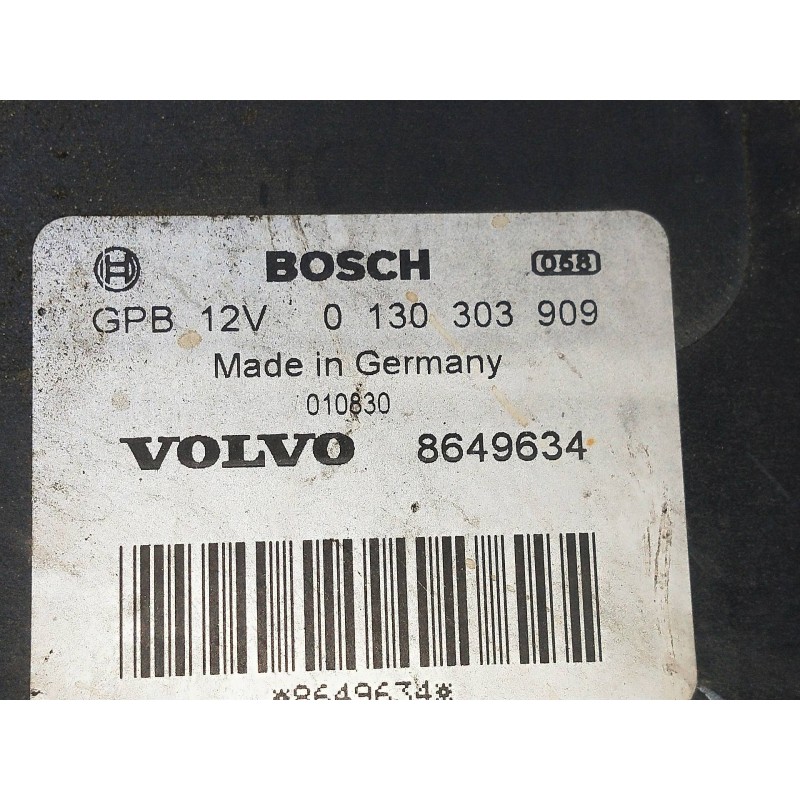 BOSCH 068
GPB 12V 0 130 303 909
Made in Germany
010830
VOLVO 8649634
*8649634*